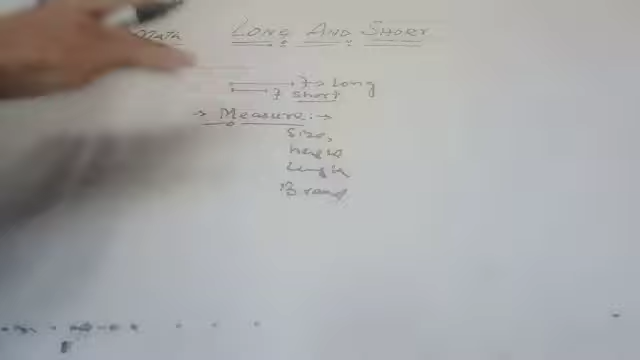 Math Long And Short
→ Long
Short
→ Measure :→
Size,
height
Length